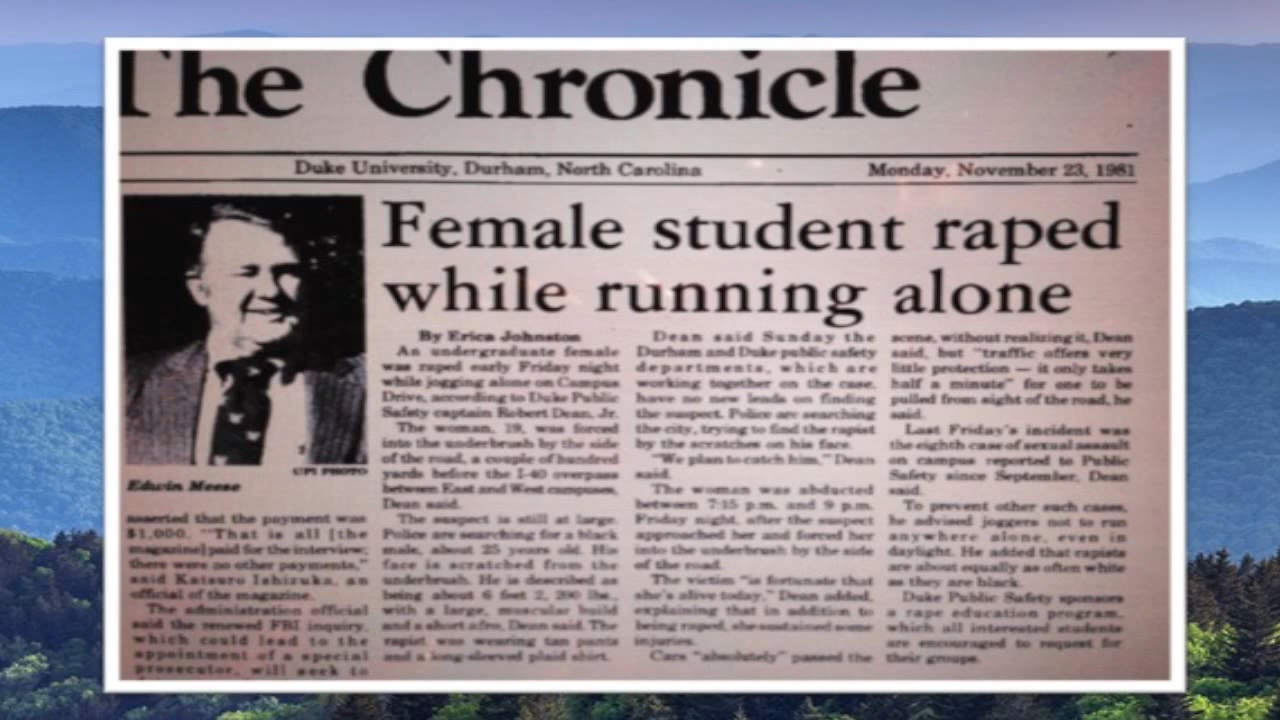 The Chronicle
Duke University, Durham, North Carolina
Monday, November 23, 1981
UPI PHOTO
Edwin Meese
asserted that the payment was
$1,000. "That is all [the
magazine] paid for the interview;
there were no other payments,"
said Katsuro Ishizuka, an
official of the magazine.
The administration official
said the renewed FBI inquiry,
which could lead to the
appointment of a special
prosecutor, will seek to
Female student raped
while running alone
By Erica Johnston
An undergraduate female
was raped early Friday night
while jogging alone on Campus
Drive, according to Duke Public
Safety captain Robert Dean, Jr.
The woman, 19, was forced
into the underbrush by the side
of the road, a couple of hundred
yards before the I-40 overpass
between East and West campuses,
Dean said.
The suspect is still at large.
Police are searching for a black
male, about 25 years old. His
face is scratched from the
underbrush. He is described as
being about 6 feet 2, 200 lbs.,
with a large, muscular build
and a short afro, Dean said. The
rapist was wearing tan pants
and a long-sleeved plaid shirt.
Dean said Sunday the
Durham and Duke public safety
departments, which are
working together on the case,
have no new leads on finding
the suspect. Police are searching
the city, trying to find the rapist
by the scratches on his face.
"We plan to catch him," Dean
said.
The woman was abducted
between 7:15 p.m. and 9 p.m.
Friday night, after the suspect
approached her and forced her
into the underbrush by the side
of the road.
The victim "is fortunate that
she's alive today," Dean added,
explaining that in addition to
being raped, she sustained some
injuries.
Cars "absolutely" passed the
scene, without realizing it, Dean
said, but "traffic offers very
little protection — it only takes
half a minute" for one to be
pulled from sight of the road, he
said.
Last Friday's incident was
the eighth case of sexual assault
on campus reported to Public
Safety since September, Dean
said.
To prevent other such cases,
he advised joggers not to run
anywhere alone, even in
daylight. He added that rapists
are about equally as often white
as they are black.
Duke Public Safety sponsors
a rape education program,
which all interested students
are encouraged to request for
their groups.